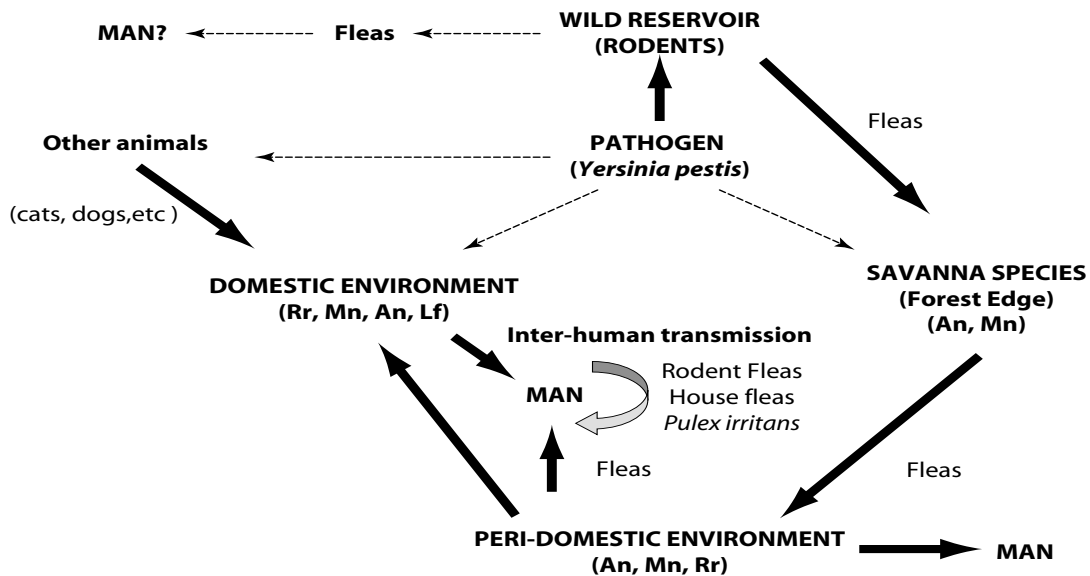 WILD RESERVOIR
(RODENTS)
Fleas
MAN?
Fleas
PATHOGEN
(Yersinia pestis)
Other animals
(cats, dogs,etc )
DOMESTIC ENVIRONMENT
(Rr, Mn, An, Lf)
SAVANNA SPECIES
(Forest Edge)
(An, Mn)
Inter-human transmission
MAN
Rodent Fleas
House fleas
Pulex irritans
Fleas
Fleas
PERI-DOMESTIC ENVIRONMENT
(An, Mn, Rr)
MAN